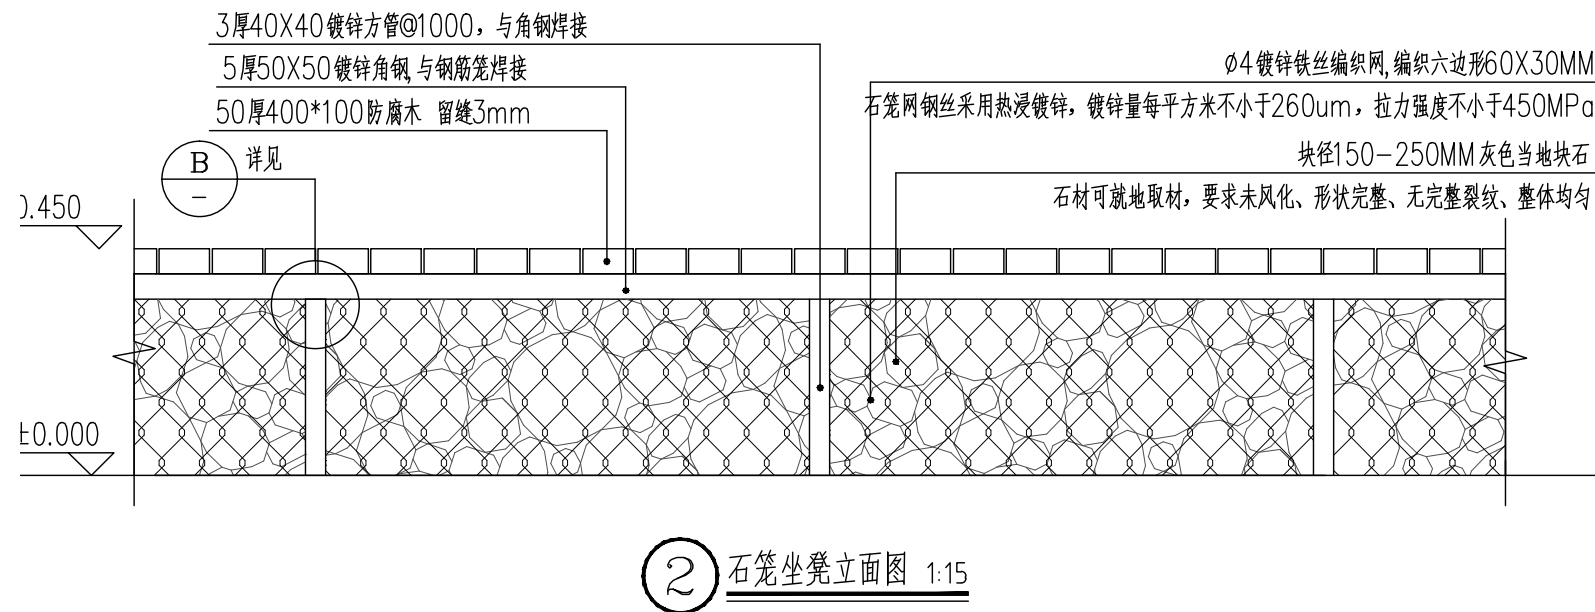 3厚40X40镀锌方管@1000，与角钢焊接
5厚50X50镀锌角钢,与钢筋笼焊接
50厚400*100防腐木 留缝3mm
B
-
详见
Ø4镀锌铁丝编织网,编织六边形60X30MM
石笼网钢丝采用热浸镀锌，镀锌量每平方米不小于260um，拉力强度不小于450MPa
块径150-250MM灰色当地块石
石材可就地取材，要求未风化、形状完整、无完整裂纹、整体均匀
0.450
±0.000
2 石笼坐凳立面图 1:15